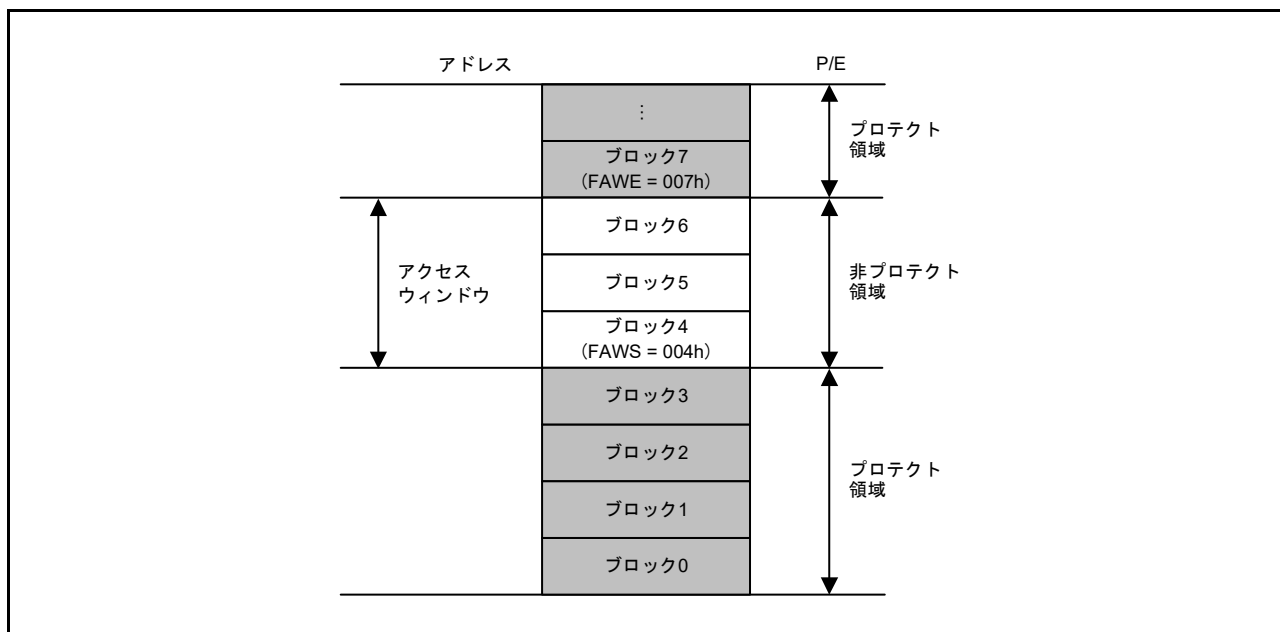 アドレス P/E
⋮
プロテクト
領域
ブロック7
(FAWE = 007h)
ブロック6
アクセス
ウィンドウ
ブロック5
非プロテクト
領域
ブロック4
(FAWS = 004h)
ブロック3
ブロック2
プロテクト
領域
ブロック1
ブロック0